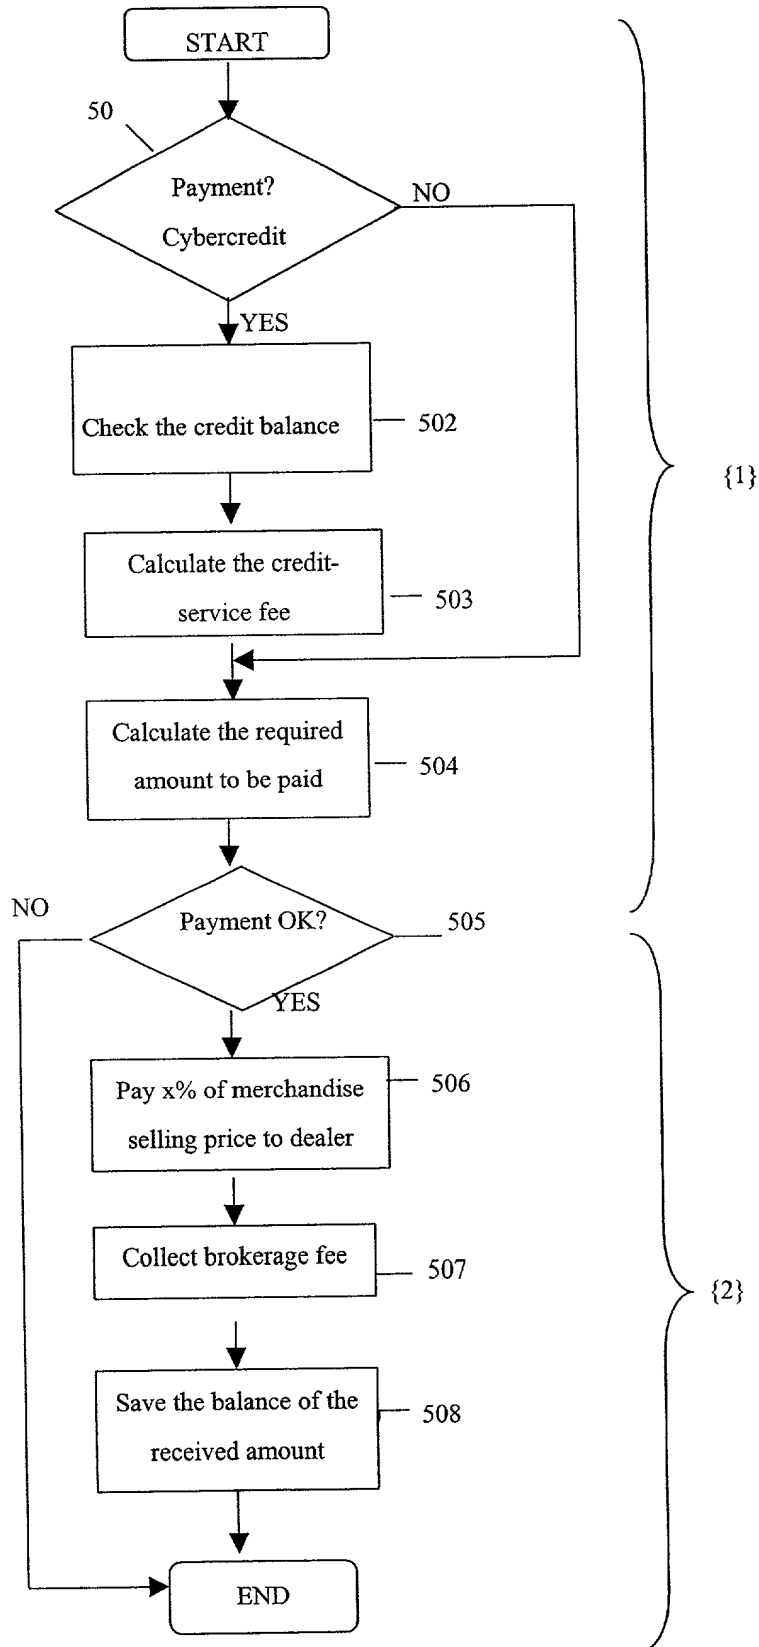 START
50
Payment?
NO
Cybercredit
YES
Check the credit balance
502
Calculate the credit-
service fee
503
{1}
Calculate the required
amount to be paid
504
NO
Payment OK?
505
YES
Pay x% of merchandise
selling price to dealer
506
Collect brokerage fee
507
{2}
Save the balance of the
received amount
508
END